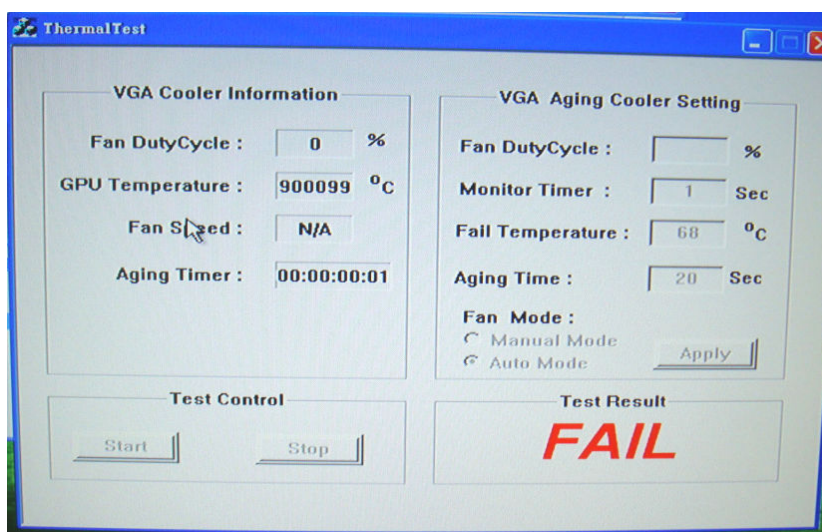 ThermalTest
VGA Cooler Information
Fan DutyCycle : 0 %
GPU Temperature : 900099 °C
Fan Speed : N/A
Aging Timer : 00:00:00:01
VGA Aging Cooler Setting
Fan DutyCycle : %
Monitor Timer : 1 Sec
Fail Temperature : 68 °C
Aging Time : 20 Sec
Fan Mode :
Manual Mode
Auto Mode
Apply
Test Control
Start Stop
Test Result
FAIL